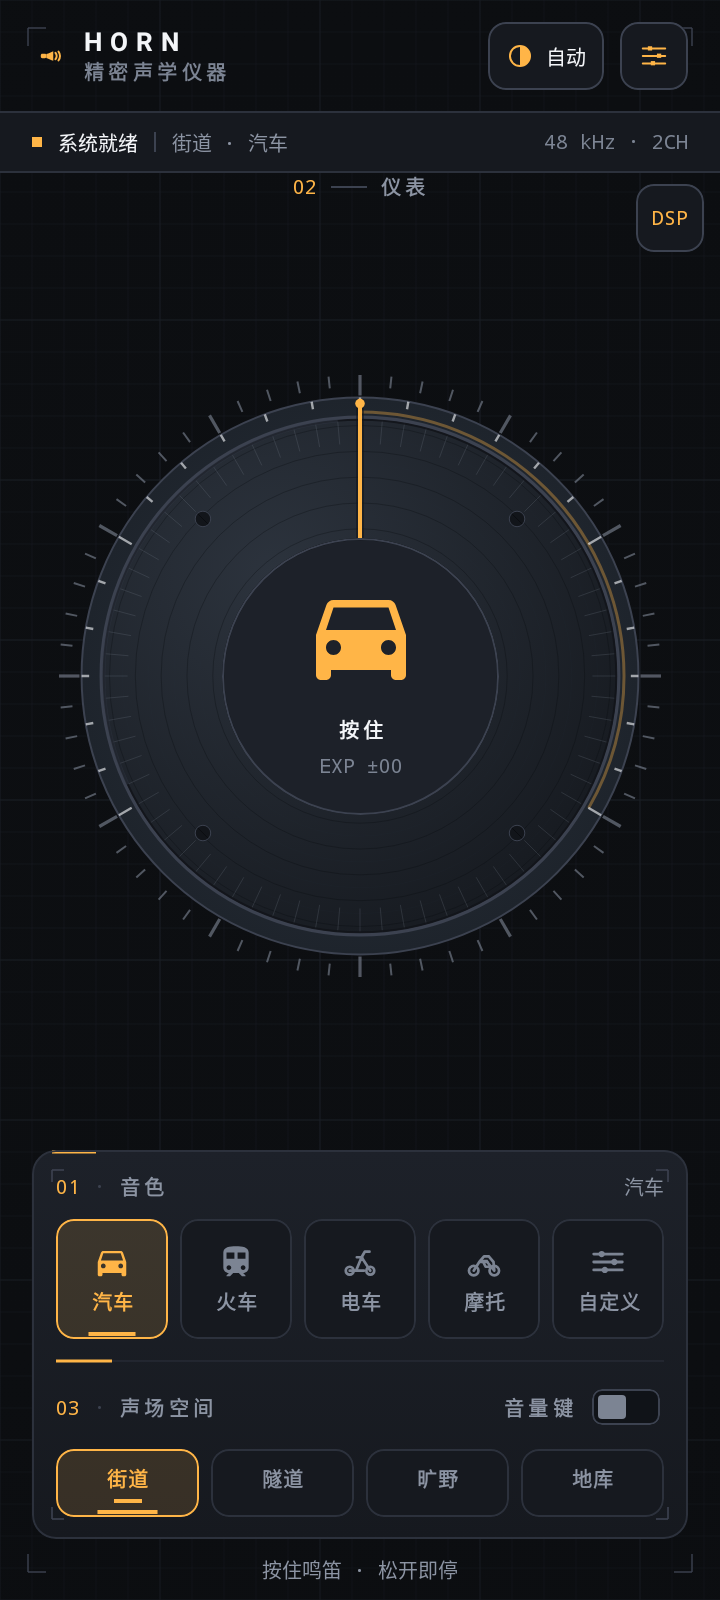 HORN
精密声学仪器
自动
系统就绪 街道 · 汽车 48 kHz · 2CH
02 仪表
DSP
按住
EXP ±00
01 · 音色 汽车
汽车 火车 电车 摩托 自定义
03 · 声场空间 音量键
街道 隧道 旷野 地库
按住鸣笛 · 松开即停